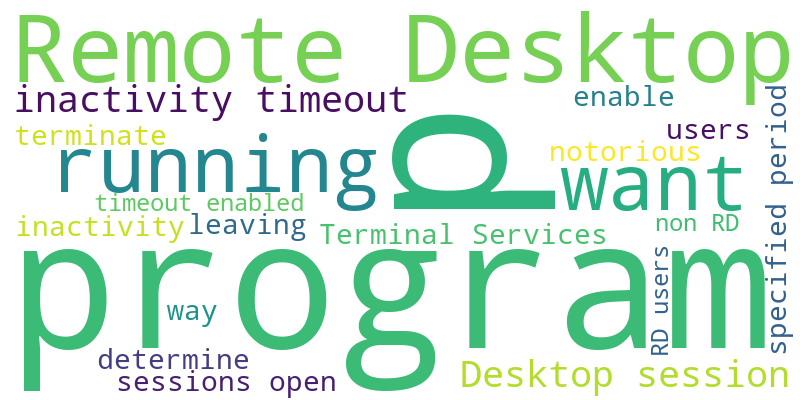 Remote Desktop
inactivity timeout
enable
terminate
users
running
p
notorious
want
specified period
timeout enabled
inactivity
leaving
Terminal Services
non RD
program
RD users
way
determine
sessions open
Desktop session